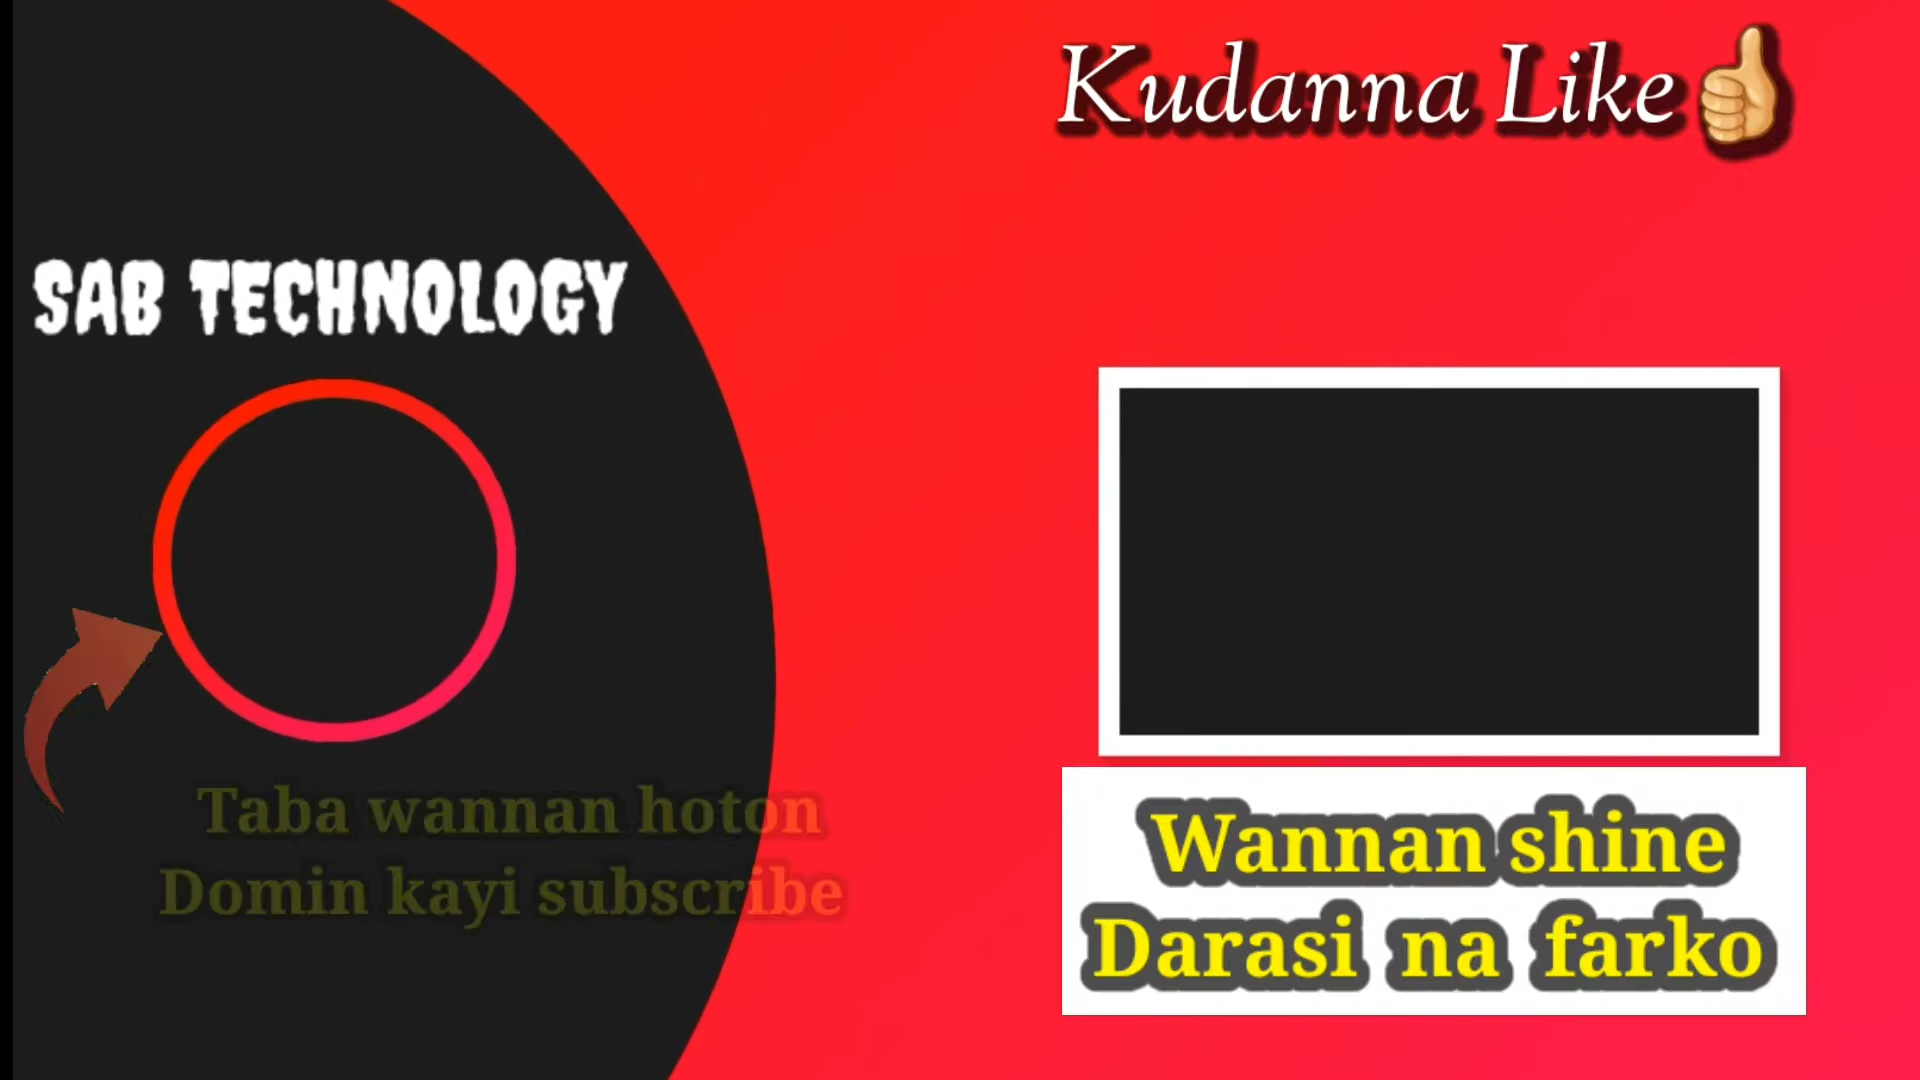 Kudanna Like👍
SAB TECHNOLOGY
Taba wannan hoton
Domin kayi subscribe
Wannan shine
Darasi na farko